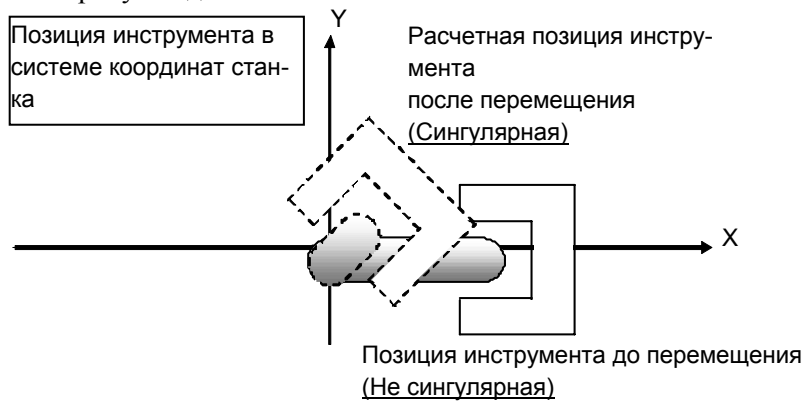 Позиция инструмента в
системе координат стан-
ка
Y
Расчетная позиция инстру-
мента
после перемещения
(Сингулярная)
X
Позиция инструмента до перемещения
(Не сингулярная)